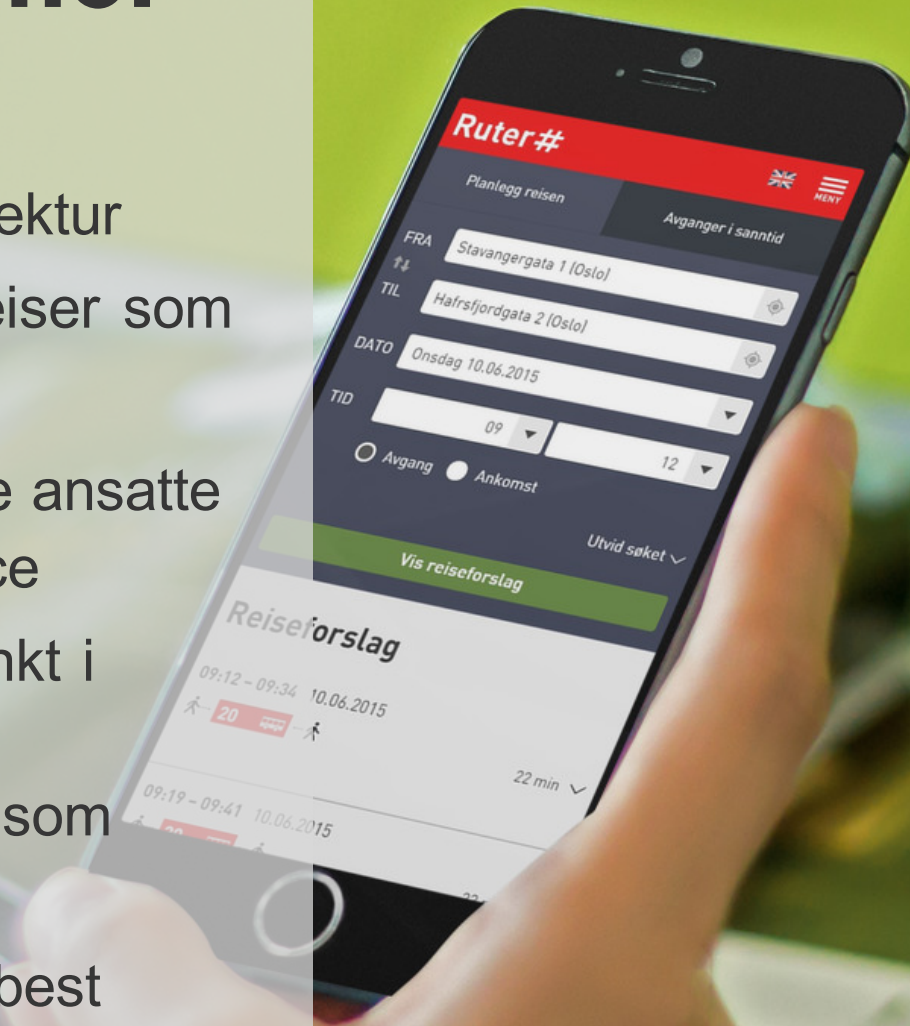 ektur
eiser som
e ansatte
ce
nkt i
som
best
Ruter#
MENY
Planlegg reisen
Avganger i sanntid
FRA
Stavangergata 1 (Oslo)
TIL
Hafrsfjordgata 2 (Oslo)
DATO
Onsdag 10.06.2015
TID
09
12
Avgang
Ankomst
Utvid søket
Vis reiseforslag
Reiseforslag
09:12 – 09:34 10.06.2015
20
22 min
09:19 – 09:41 10.06.2015
20